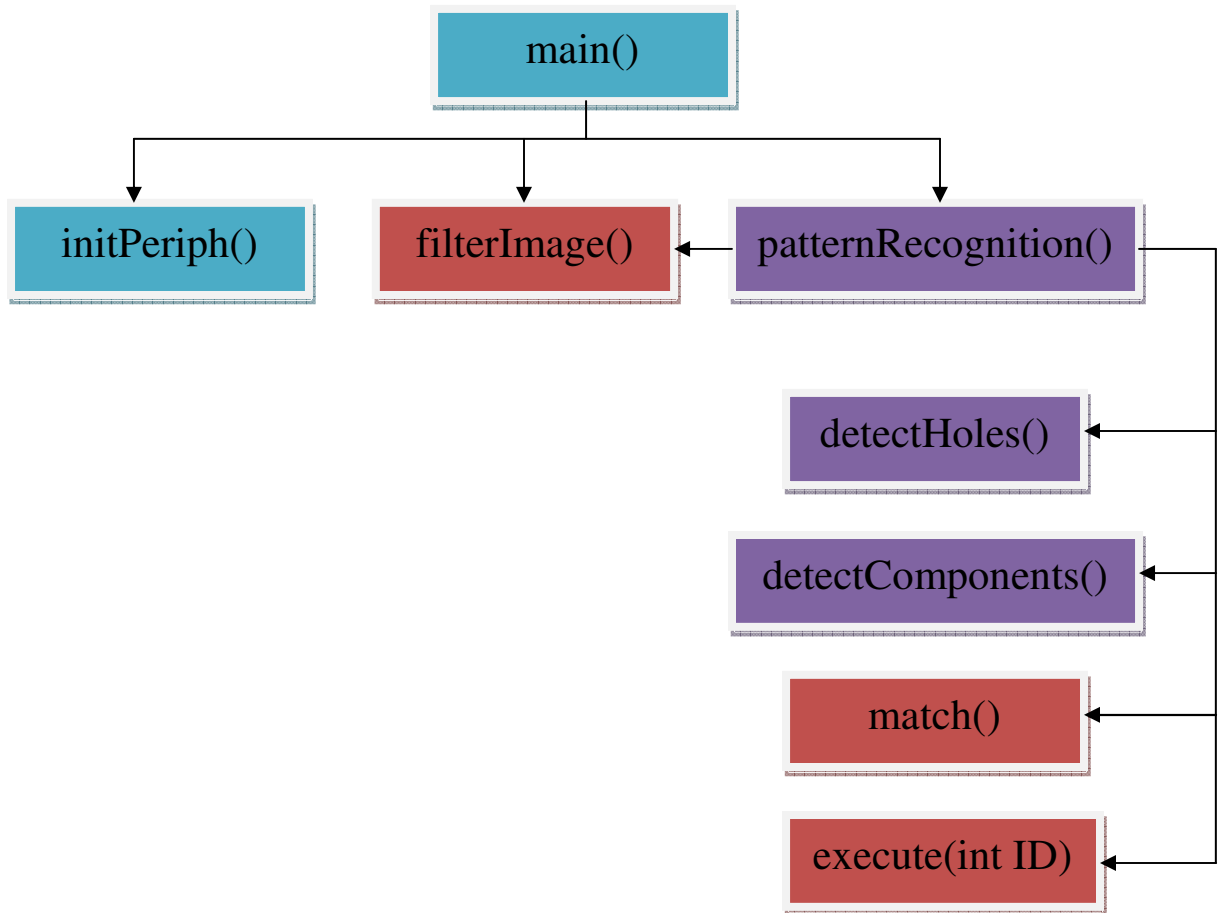 main()
initPeriph()
filterImage()
patternRecognition()
detectHoles()
detectComponents()
match()
execute(int ID)